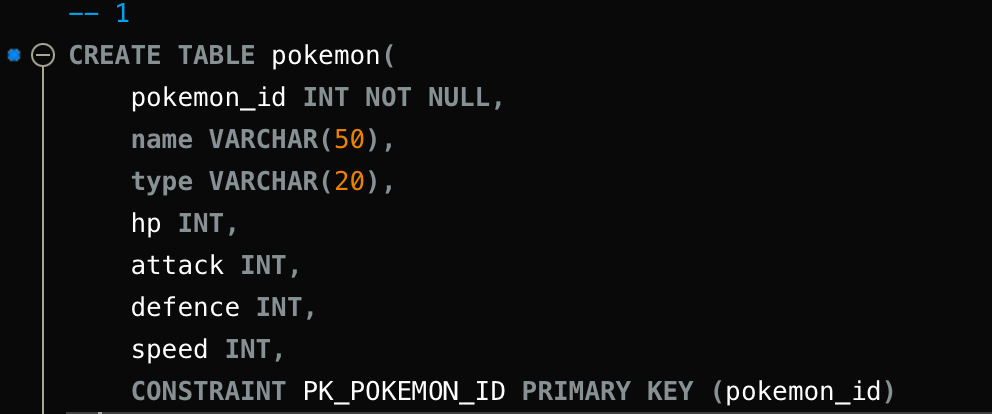 -- 1
CREATE TABLE pokemon(
pokemon_id INT NOT NULL,
name VARCHAR(50),
type VARCHAR(20),
hp INT,
attack INT,
defence INT,
speed INT,
CONSTRAINT PK_POKEMON_ID PRIMARY KEY (pokemon_id)